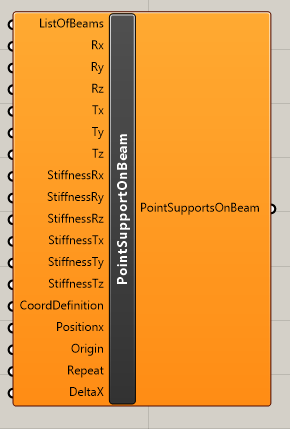 ListOfBeams
Rx
Ry
Rz
Tx
Ty
Tz
StiffnessRx
StiffnessRy
StiffnessRz
StiffnessTx
StiffnessTy
StiffnessTz
CoordDefinition
Positionx
Origin
Repeat
DeltaX
PointSupportOnBeam
PointSupportsOnBeam